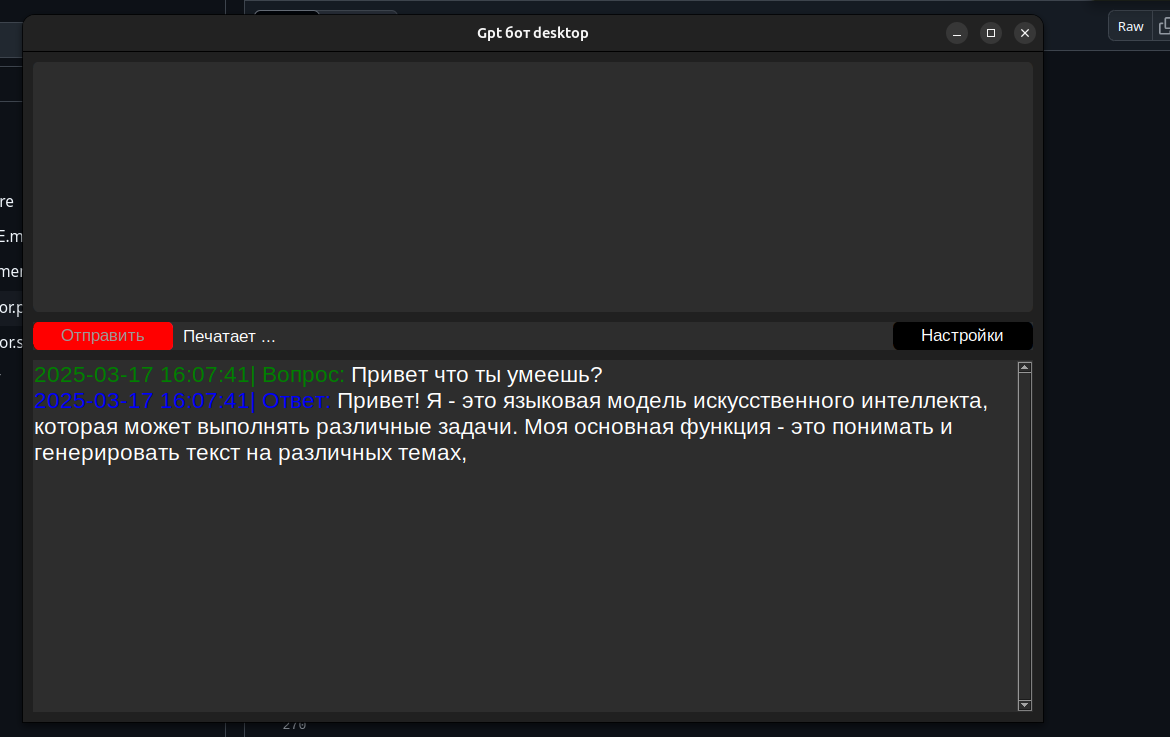 Gpt бот desktop
Raw
re
E.m
mer
or.p
or.s
Отправить
Печатает ...
Настройки
2025-03-17 16:07:41| Вопрос: Привет что ты умеешь?
2025-03-17 16:07:41| Ответ: Привет! Я - это языковая модель искусственного интеллекта,
которая может выполнять различные задачи. Моя основная функция - это понимать и
генерировать текст на различных темах,
270